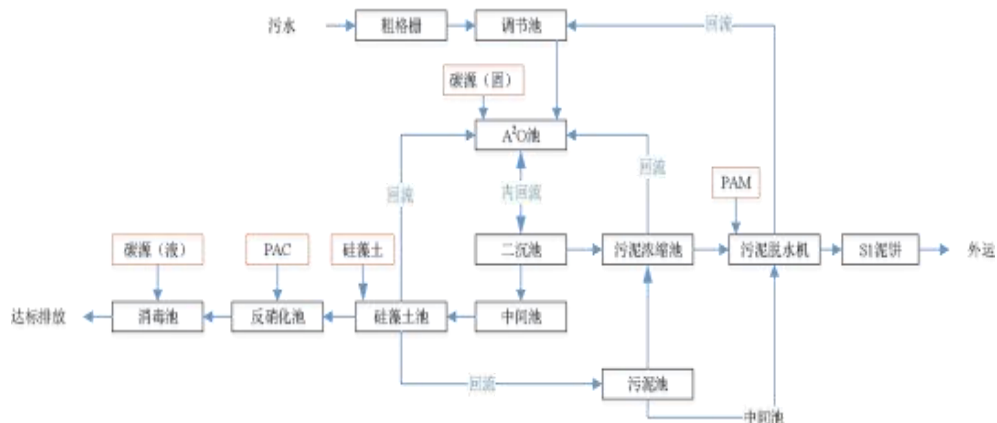 污水
粗格栅
调节池
回流
碳源（固）
A²O池
回流
回流
内回流
PAM
碳源（液）
PAC
硅藻土
二沉池
污泥浓缩池
污泥脱水机
S1泥饼
外运
达标排放
消毒池
反硝化池
硅藻土池
中间池
回流
污泥池
中间池